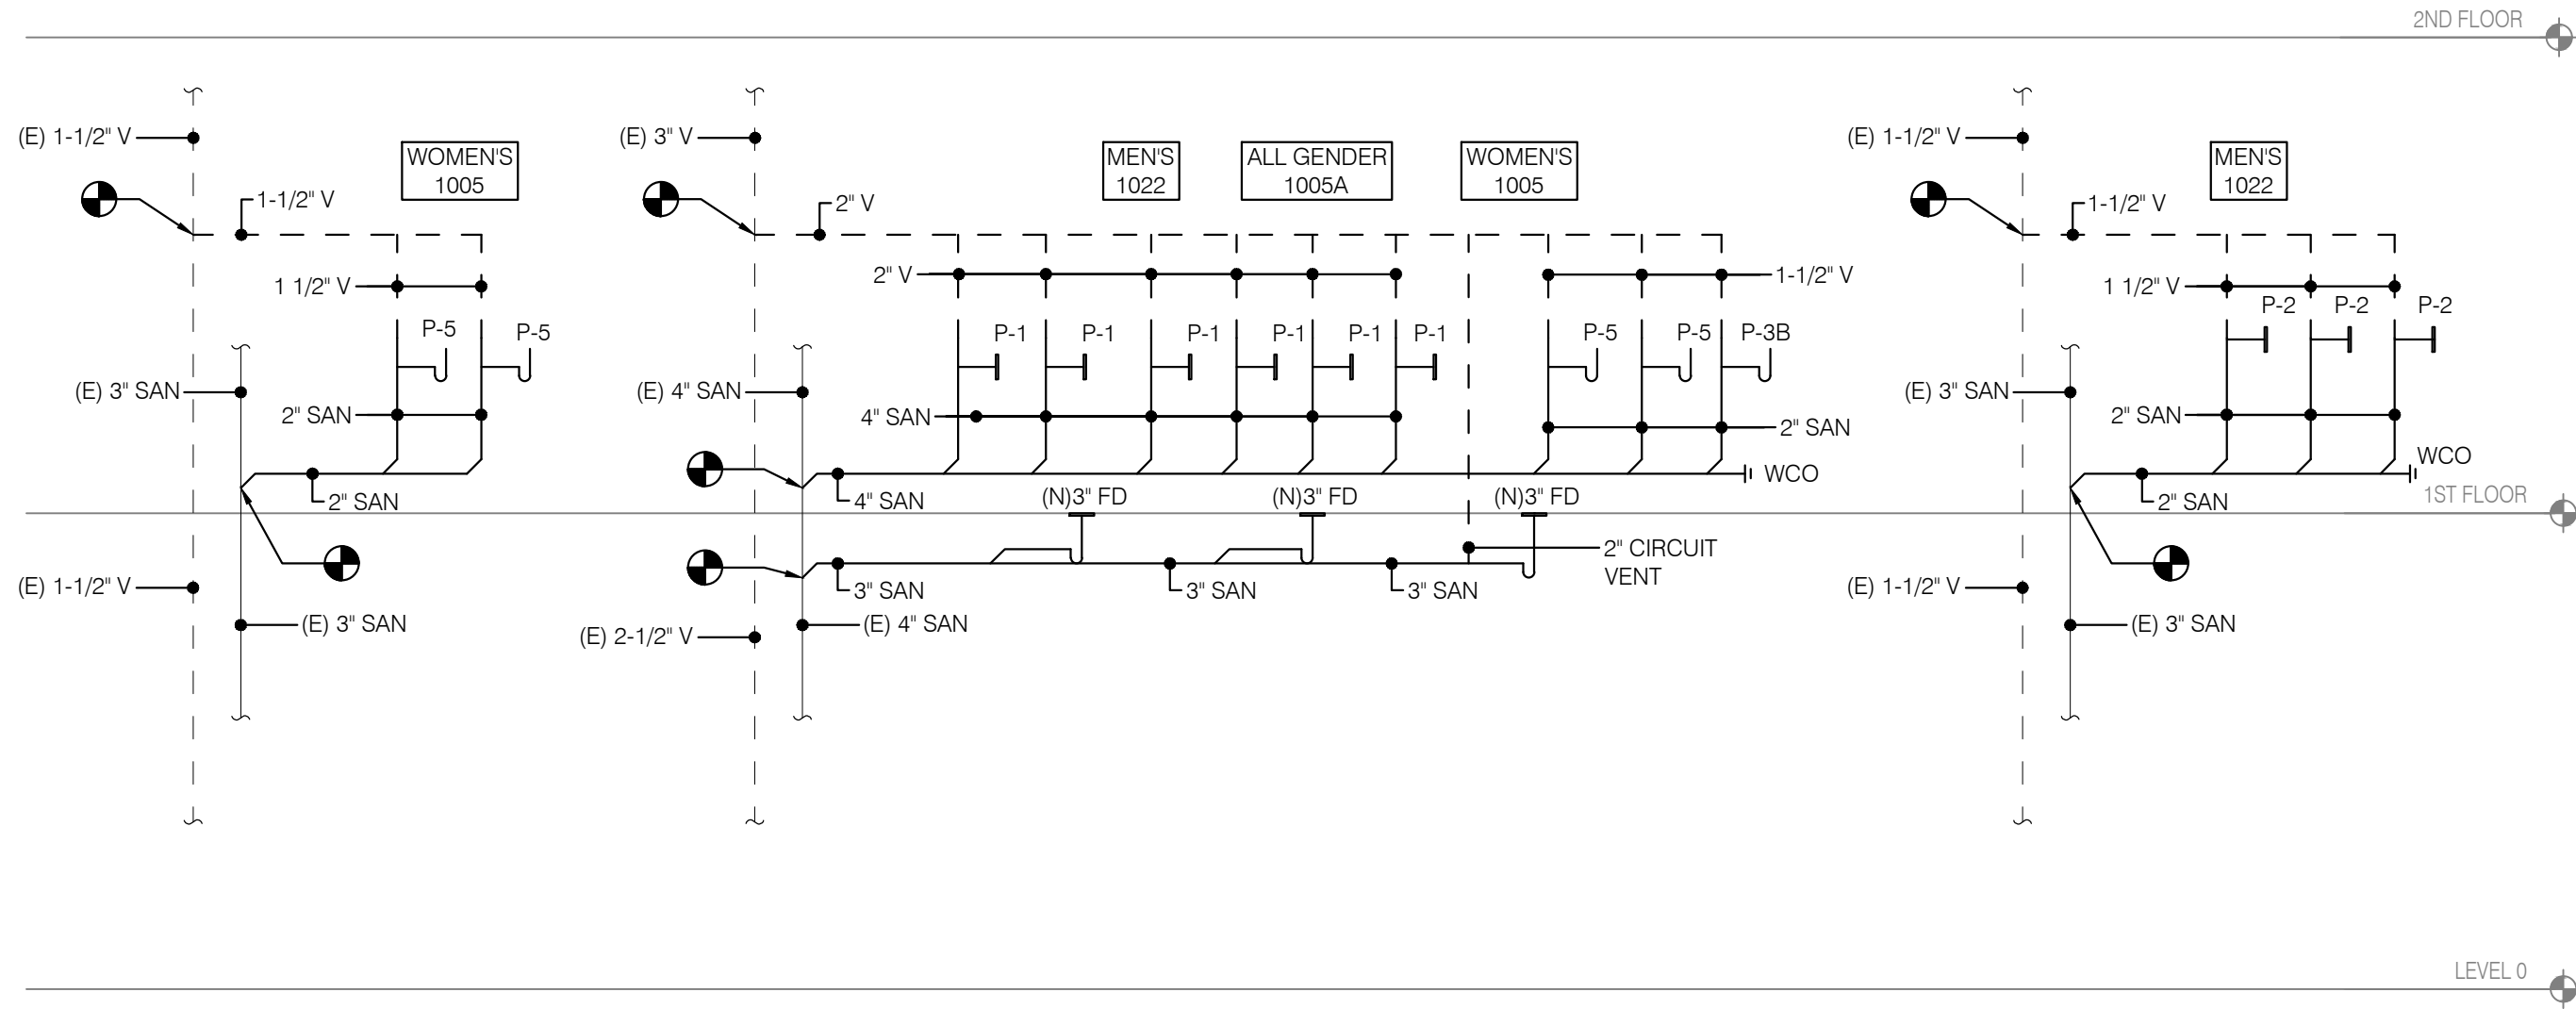 2ND FLOOR
(E) 1-1/2" V
WOMEN'S
1005
1-1/2" V
1 1/2" V
P-5
P-5
(E) 3" SAN
2" SAN
2" SAN
(E) 1-1/2" V
(E) 3" SAN
(E) 3" V
MEN'S
1022
ALL GENDER
1005A
WOMEN'S
1005
2" V
2" V
1-1/2" V
P-1
P-1
P-1
P-1
P-1
P-1
P-5
P-5
P-3B
(E) 4" SAN
4" SAN
2" SAN
WCO
4" SAN
(N)3" FD
(N)3" FD
(N)3" FD
2" CIRCUIT
VENT
3" SAN
3" SAN
3" SAN
(E) 4" SAN
(E) 2-1/2" V
(E) 1-1/2" V
MEN'S
1022
1-1/2" V
1 1/2" V
P-2
P-2
P-2
(E) 3" SAN
2" SAN
WCO
2" SAN
1ST FLOOR
(E) 1-1/2" V
(E) 3" SAN
LEVEL 0